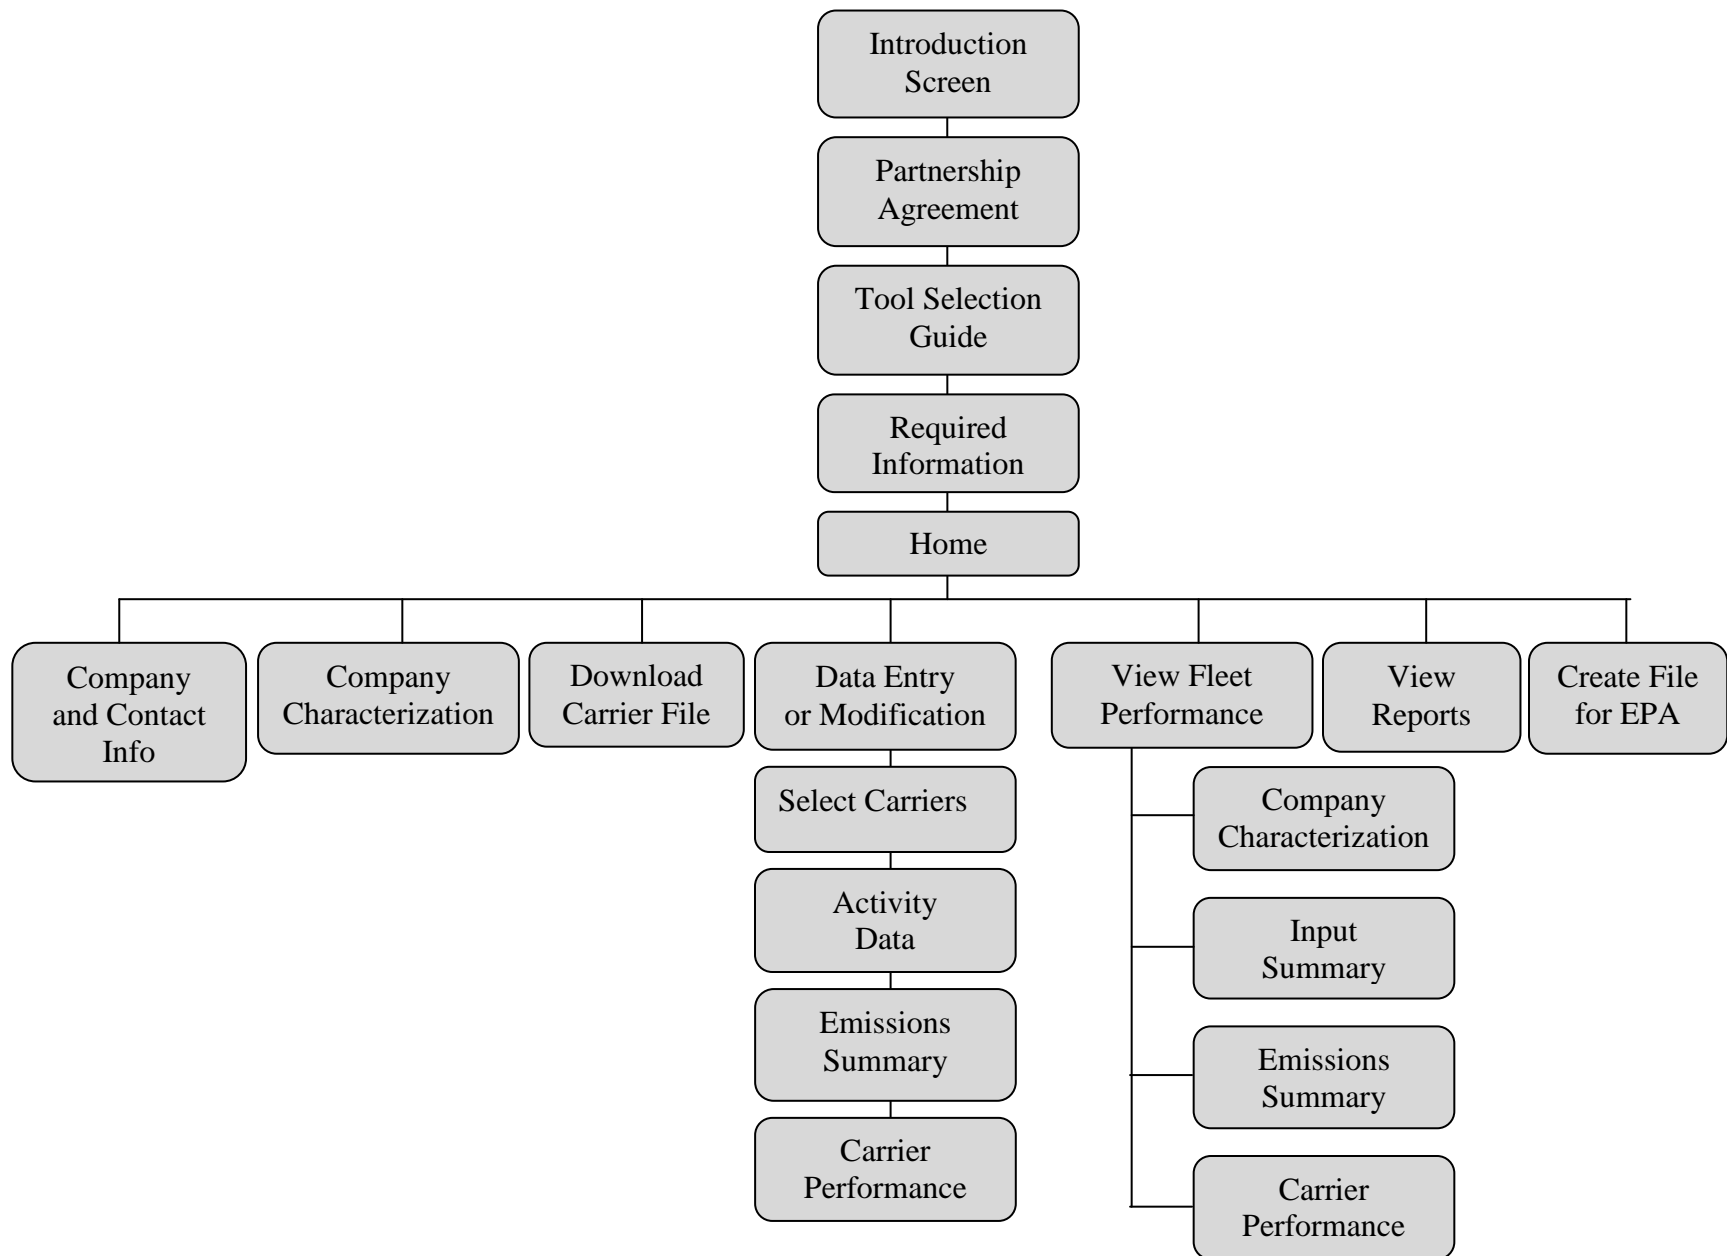 Introduction
Screen
Partnership
Agreement
Tool Selection
Guide
Required
Information
Home
Company
and Contact
Info
Company
Characterization
Download
Carrier File
Data Entry
or Modification
View Fleet
Performance
View
Reports
Create File
for EPA
Select Carriers
Activity
Data
Emissions
Summary
Carrier
Performance
Company
Characterization
Input
Summary
Emissions
Summary
Carrier
Performance